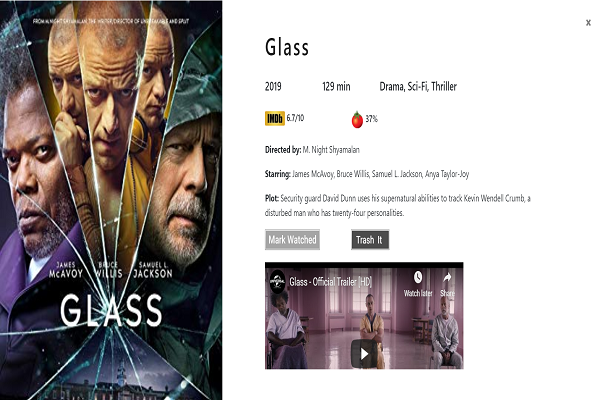 FROM M. NIGHT SHYAMALAN, THE WRITER/DIRECTOR OF UNBREAKABLE AND SPLIT
JAMES McAVOY
BRUCE WILLIS
SAMUEL L. JACKSON
GLASS
x
Glass
2019 129 min Drama, Sci-Fi, Thriller
IMDb 6.7/10 37%
Directed by: M. Night Shyamalan
Starring: James McAvoy, Bruce Willis, Samuel L. Jackson, Anya Taylor-Joy
Plot: Security guard David Dunn uses his supernatural abilities to track Kevin Wendell Crumb, a
disturbed man who has twenty-four personalities.
Mark Watched Trash It
Glass - Official Trailer [HD]
Watch later Share